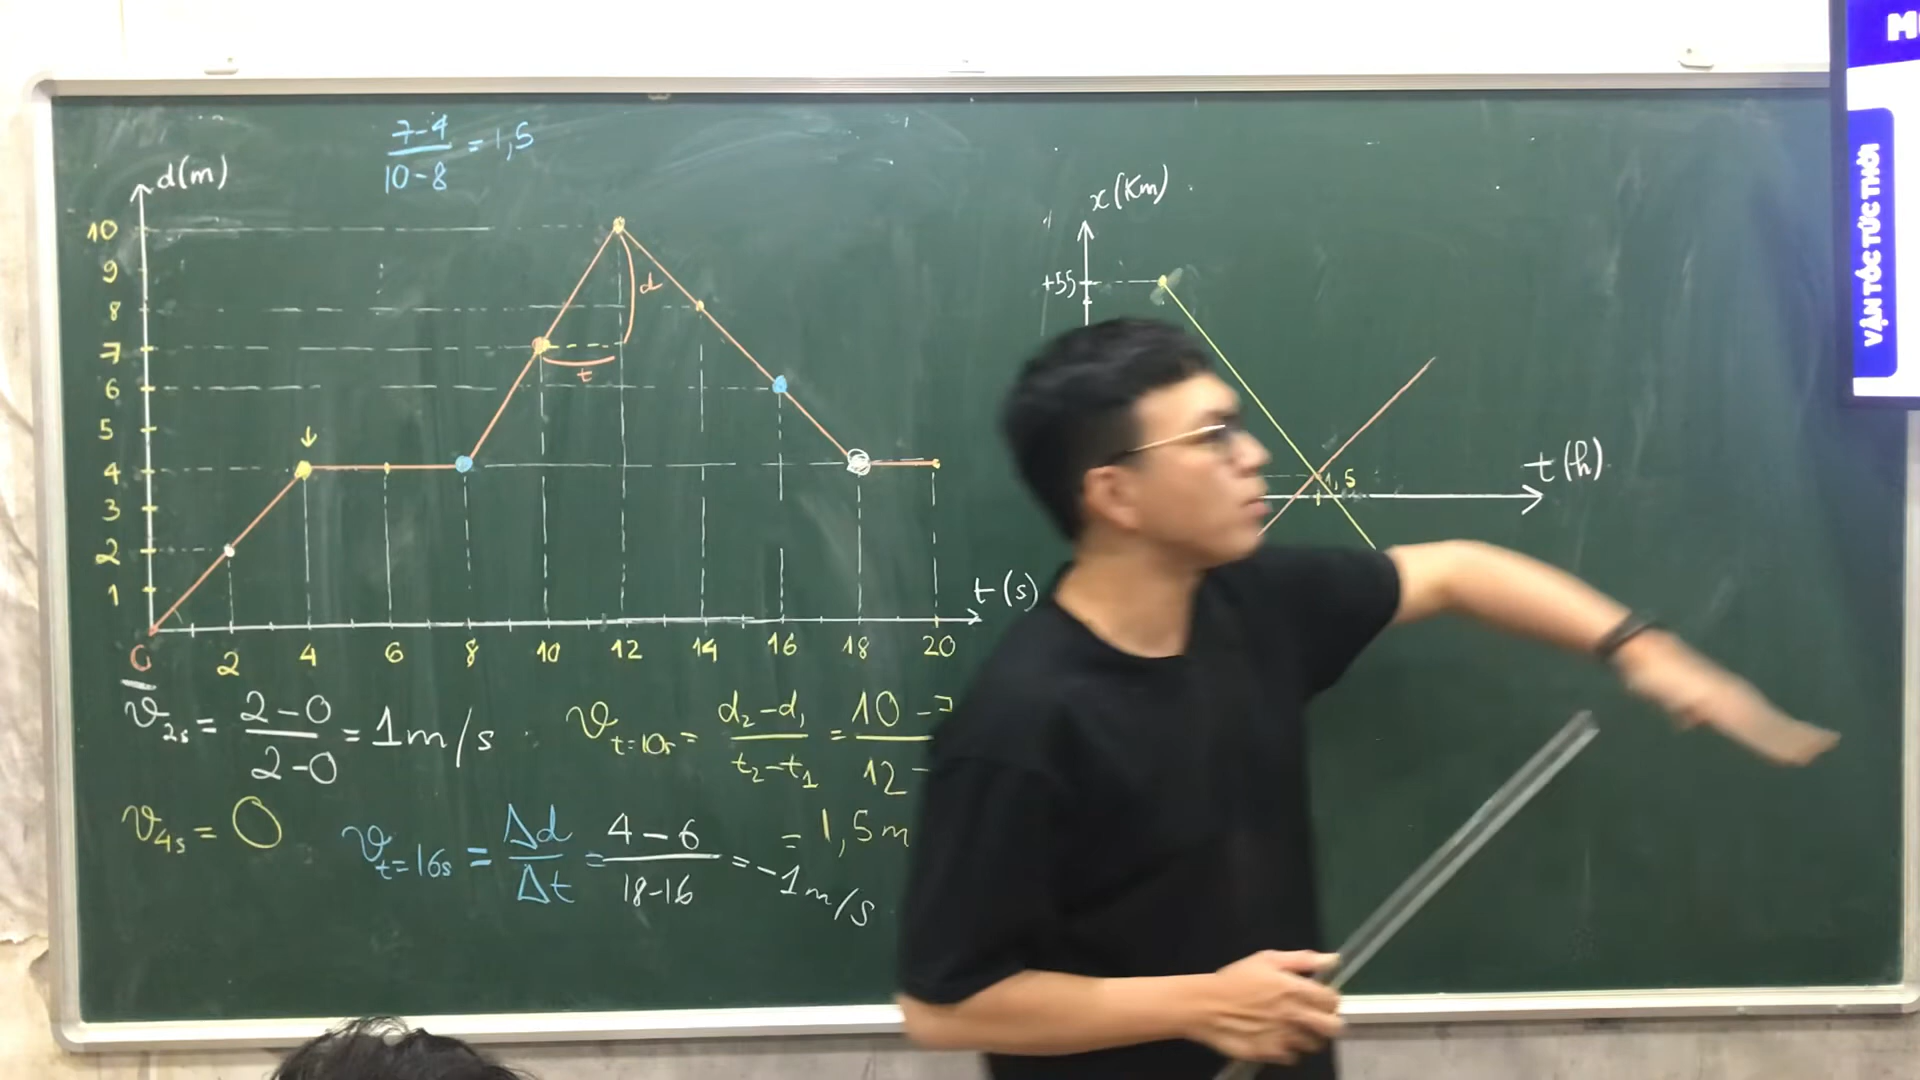 7-4
10-8
= 1,5
d(m)
10
9
8
7
6
5
4
3
2
1
0
d
t
2 4 6 8 10 12 14 16 18 20
t(s)
x(Km)
+55
1,5
t(h)
v₂ₛ = 2-0 / 2-0 = 1m/s
v t=10s = d₂-d₁ / t₂-t₁ = 10-7 / 12-
= 1,5m
v₄ₛ = 0
v t=16s = Δd / Δt = 4-6 / 18-16 = -1m/s
VẬN TỐC TỨC THỜI